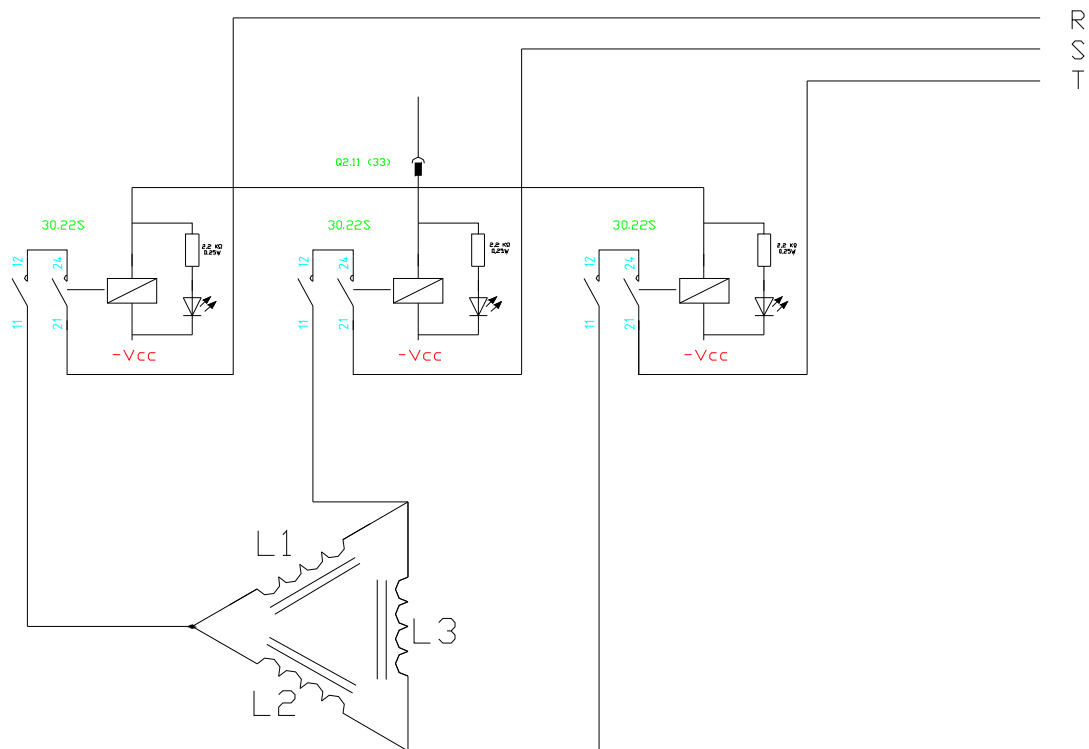 R
S
T
Q2.11 (33)
30.22S
30.22S
30.22S
12
24
2.2 KΩ
0.25W
12
24
2.2 KΩ
0.25W
12
24
2.2 KΩ
0.25W
11
21
11
21
11
21
-Vcc
-Vcc
-Vcc
L1
L3
L2